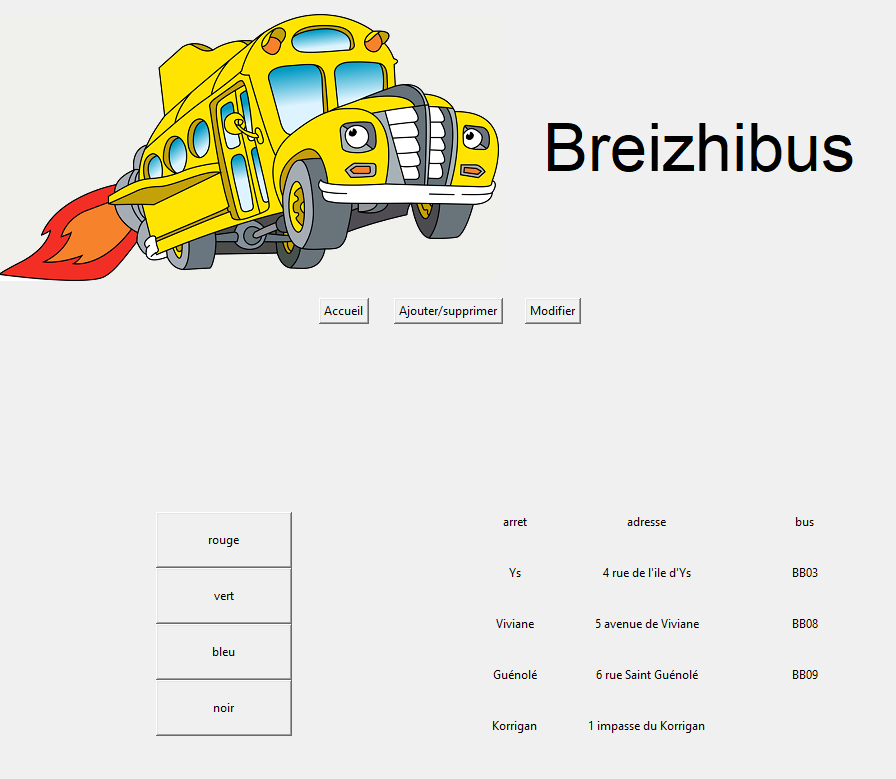 Breizhibus
Accueil Ajouter/supprimer Modifier
rouge
vert
bleu
noir
arret adresse bus
Ys 4 rue de l'ile d'Ys BB03
Viviane 5 avenue de Viviane BB08
Guénolé 6 rue Saint Guénolé BB09
Korrigan 1 impasse du Korrigan